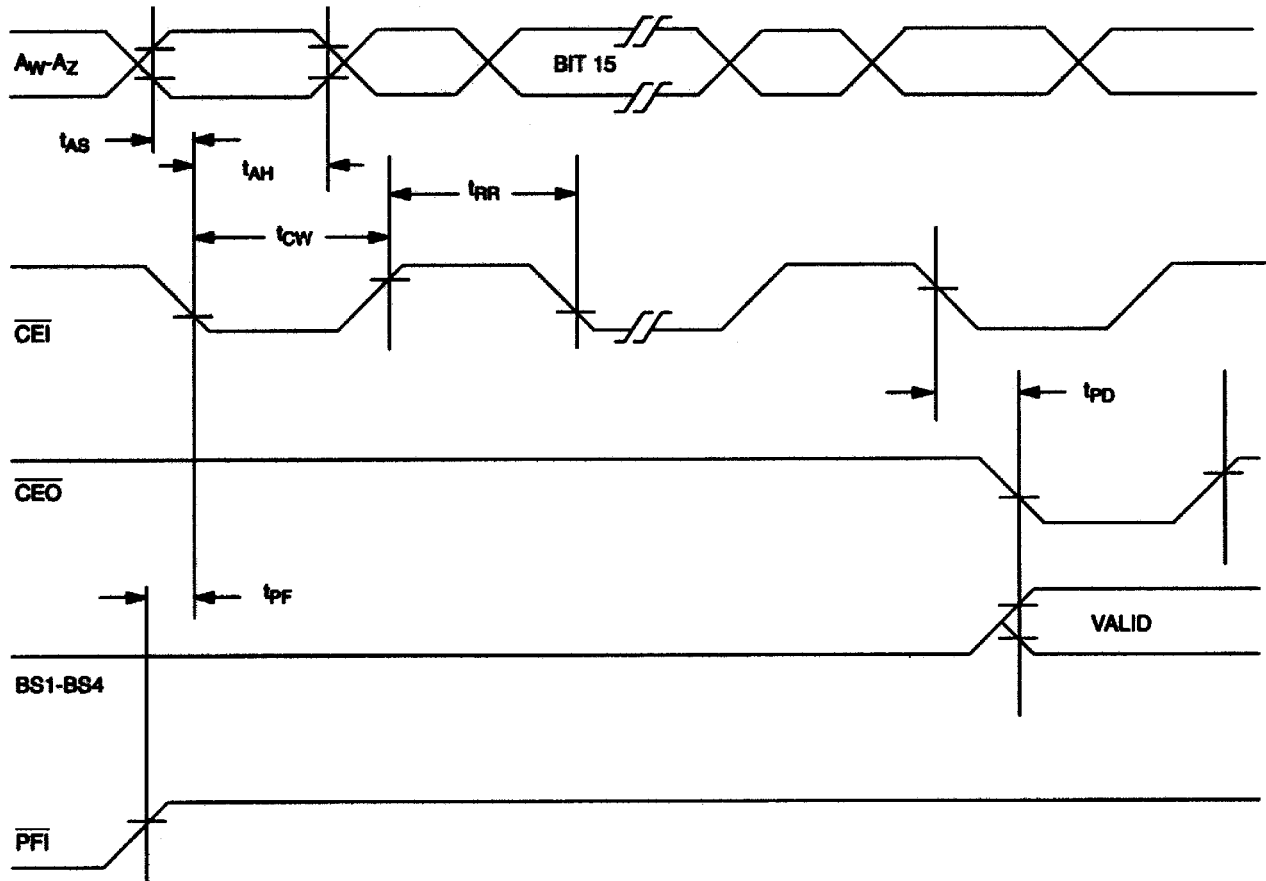 AW-AZ
BIT 15
tAS
tAH
tRR
tCW
CEI
tPD
CEO
tPF
VALID
BS1-BS4
PFI